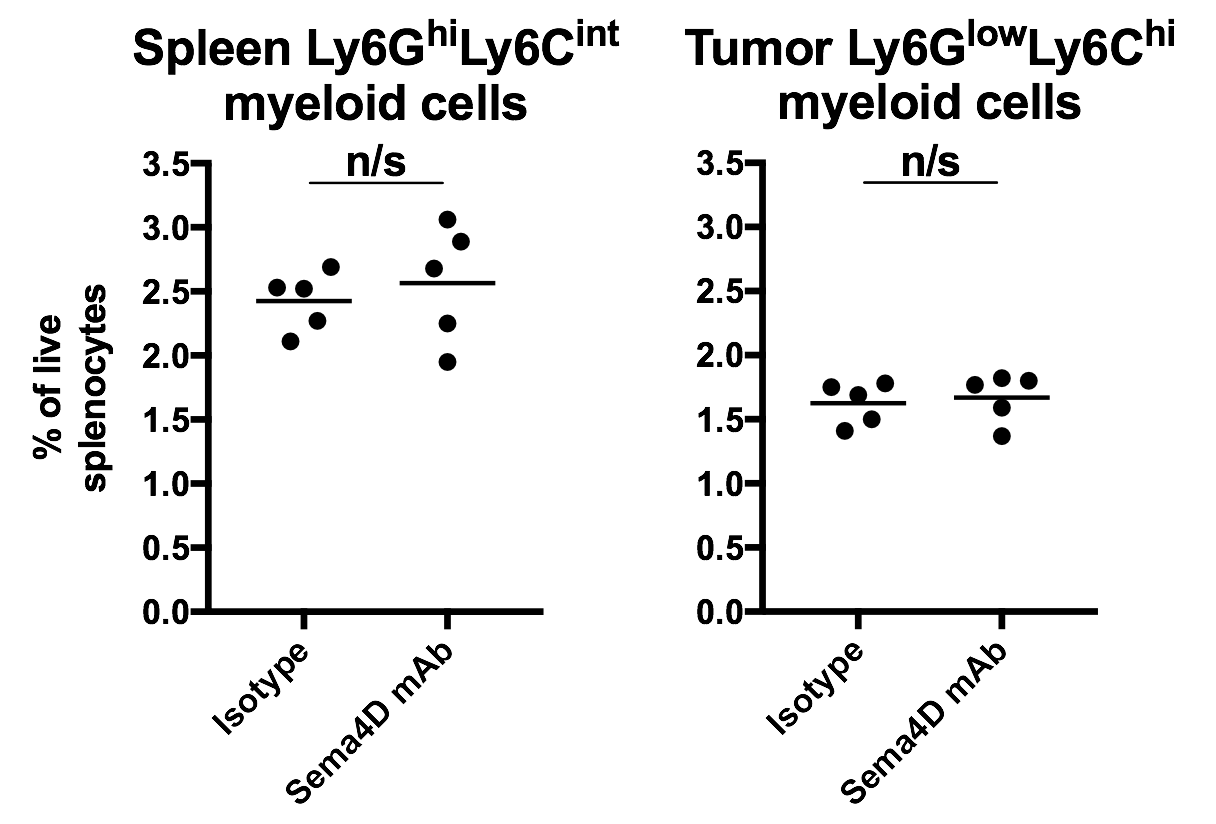 Spleen Ly6GhiLy6Cint
myeloid cells
n/s
3.5
3.0
2.5
2.0
1.5
1.0
0.5
0.0
% of live
splenocytes
Isotype
Sema4D mAb
Tumor Ly6GlowLy6Chi
myeloid cells
n/s
3.5
3.0
2.5
2.0
1.5
1.0
0.5
0.0
Isotype
Sema4D mAb